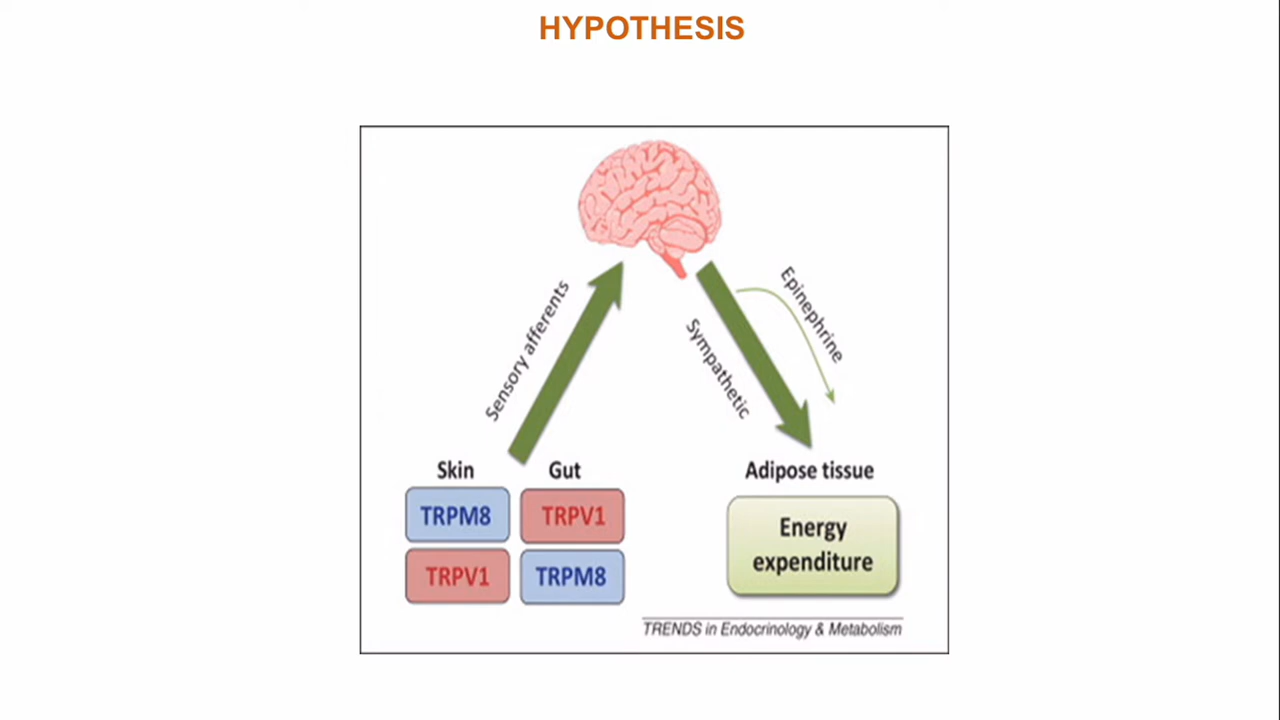 HYPOTHESIS
Sensory afferents
Sympathetic
Epinephrine
Skin
Gut
TRPM8
TRPV1
TRPV1
TRPM8
Adipose tissue
Energy
expenditure
TRENDS in Endocrinology & Metabolism